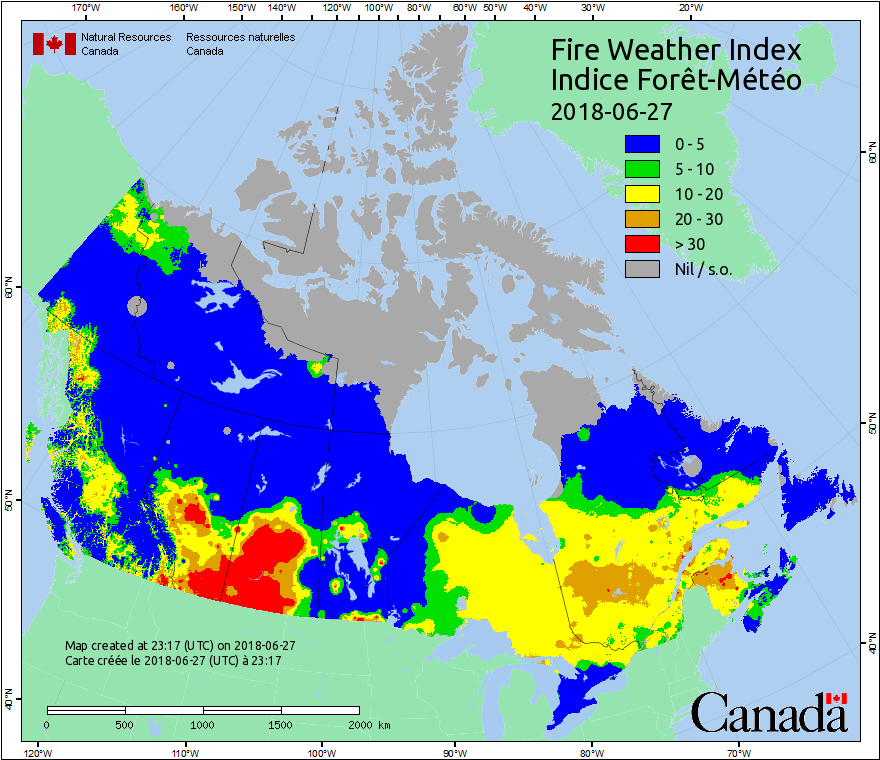 170°W 160°W 150°W 140°W 120°W 100°W 80°W 60°W 50°W 40°W 30°W 20°W
Natural Resources Ressources naturelles
Canada Canada
Fire Weather Index
Indice Forêt-Météo
2018-06-27
0 - 5
5 - 10
10 - 20
20 - 30
> 30
Nil / s.o.
60°N
60°N
50°N
50°N
40°N
40°N
Map created at 23:17 (UTC) on 2018-06-27
Carte créée le 2018-06-27 (UTC) à 23:17
0 500 1000 1500 2000 km
Canada
120°W 110°W 100°W 90°W 80°W 70°W